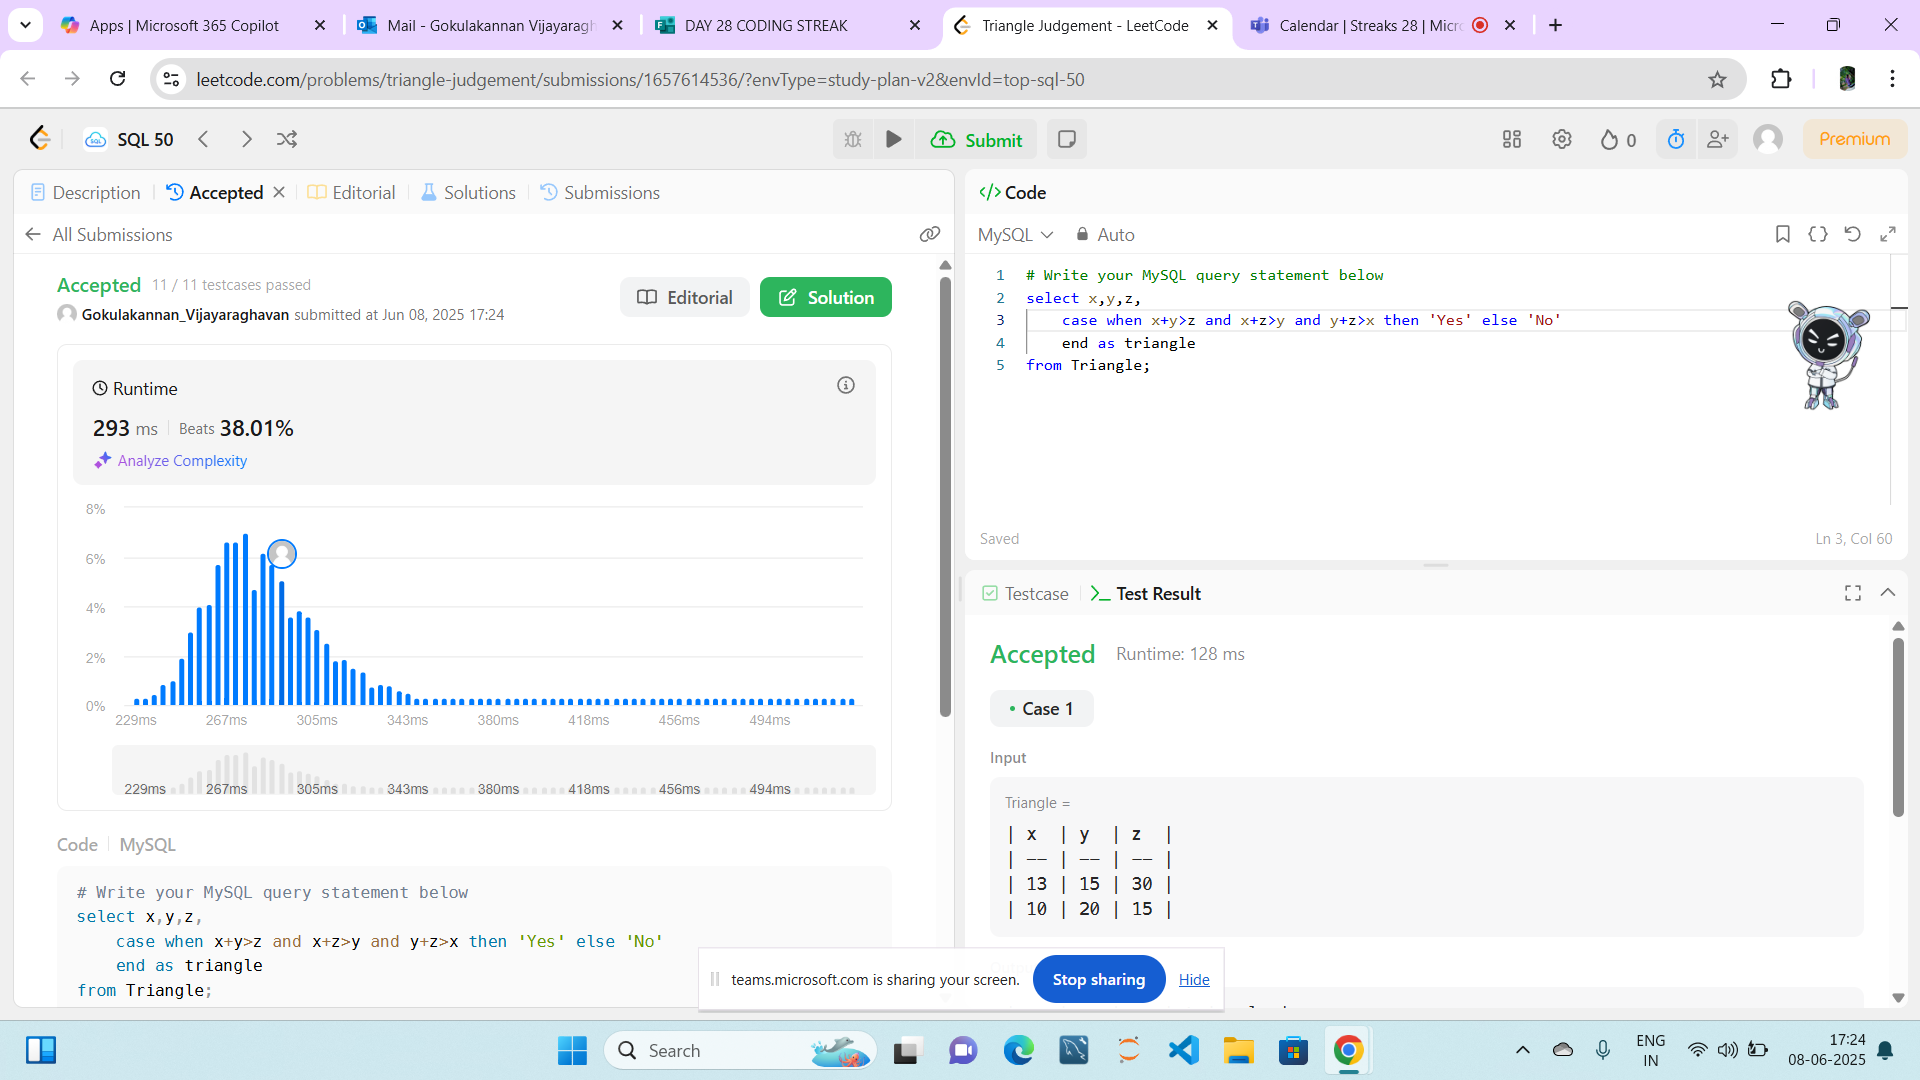 Apps | Microsoft 365 Copilot
Mail - Gokulakannan Vijayaragh
DAY 28 CODING STREAK
Triangle Judgement - LeetCode
Calendar | Streaks 28 | Micro
leetcode.com/problems/triangle-judgement/submissions/1657614536/?envType=study-plan-v2&envId=top-sql-50
SQL 50
Submit
0
Premium
Description
Accepted
Editorial
Solutions
Submissions
All Submissions
Accepted 11 / 11 testcases passed
Gokulakannan_Vijayaraghavan submitted at Jun 08, 2025 17:24
Editorial
Solution
Runtime
293 ms Beats 38.01%
Analyze Complexity
8%
6%
4%
2%
0%
229ms 267ms 305ms 343ms 380ms 418ms 456ms 494ms
229ms 267ms 305ms 343ms 380ms 418ms 456ms 494ms
Code MySQL
# Write your MySQL query statement below
select x,y,z,
case when x+y>z and x+z>y and y+z>x then 'Yes' else 'No'
end as triangle
from Triangle;
</> Code
MySQL Auto
1 # Write your MySQL query statement below
2 select x,y,z,
3 case when x+y>z and x+z>y and y+z>x then 'Yes' else 'No'
4 end as triangle
5 from Triangle;
Saved
Ln 3, Col 60
Testcase
Test Result
Accepted Runtime: 128 ms
Case 1
Input
Triangle =
| x | y | z |
| -- | -- | -- |
| 13 | 15 | 30 |
| 10 | 20 | 15 |
teams.microsoft.com is sharing your screen.
Stop sharing
Hide
Search
ENG
IN
17:24
08-06-2025